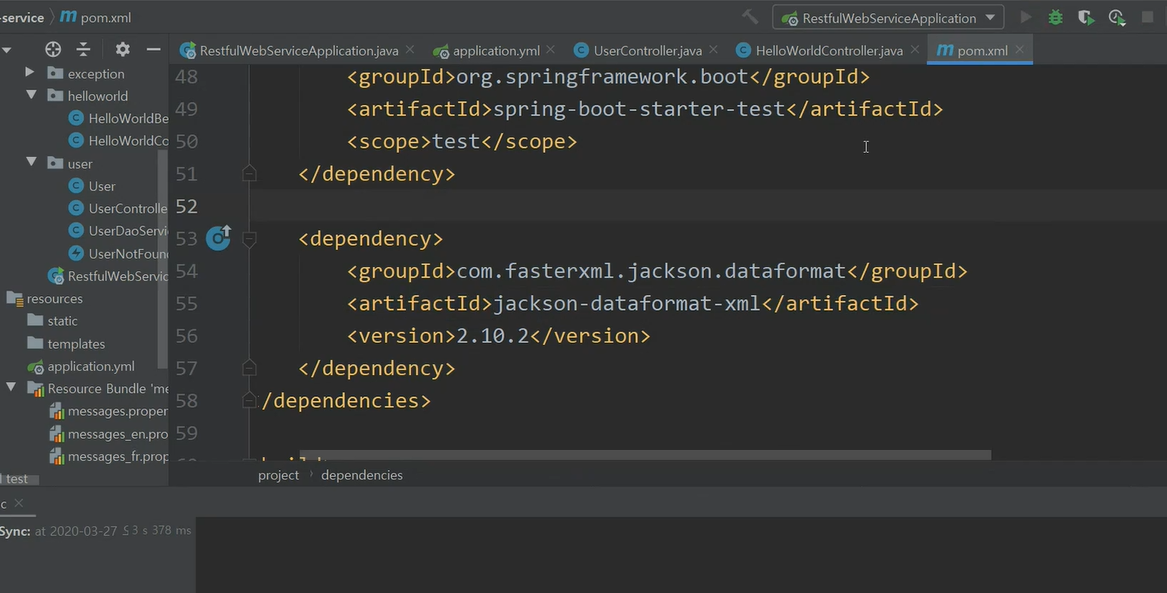 -service pom.xml RestfulWebServiceApplication
RestfulWebServiceApplication.java application.yml UserController.java HelloWorldController.java pom.xml
exception
helloworld
HelloWorldBe
HelloWorldCo
user
User
UserControlle
UserDaoServi
UserNotFoun
RestfulWebServic
resources
static
templates
application.yml
Resource Bundle 'me
messages.proper
messages_en.pro
messages_fr.prop
test
48 <groupId>org.springframework.boot</groupId>
49 <artifactId>spring-boot-starter-test</artifactId>
50 <scope>test</scope>
51 </dependency>
52
53 <dependency>
54 <groupId>com.fasterxml.jackson.dataformat</groupId>
55 <artifactId>jackson-dataformat-xml</artifactId>
56 <version>2.10.2</version>
57 </dependency>
58 /dependencies>
59
project dependencies
c
Sync: at 2020-03-27 3 s 378 ms